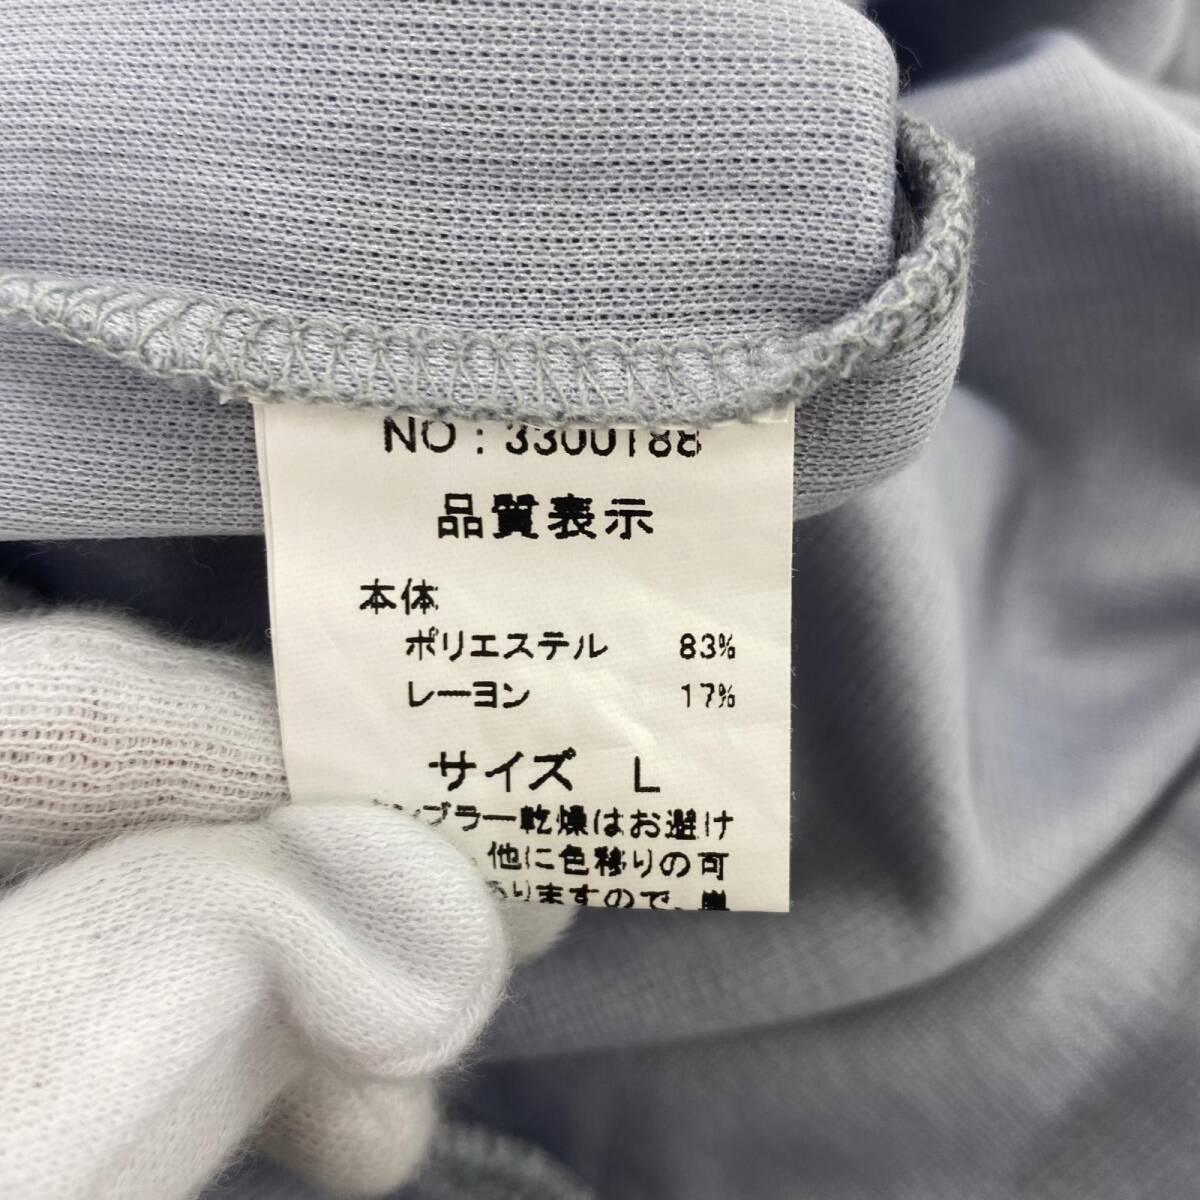 NO : 3300188
品質表示
本体
ポリエステル 83%
レーヨン 17%
サイズ L
ンブラー乾燥はお避け
他に色移りの可
ありますので、